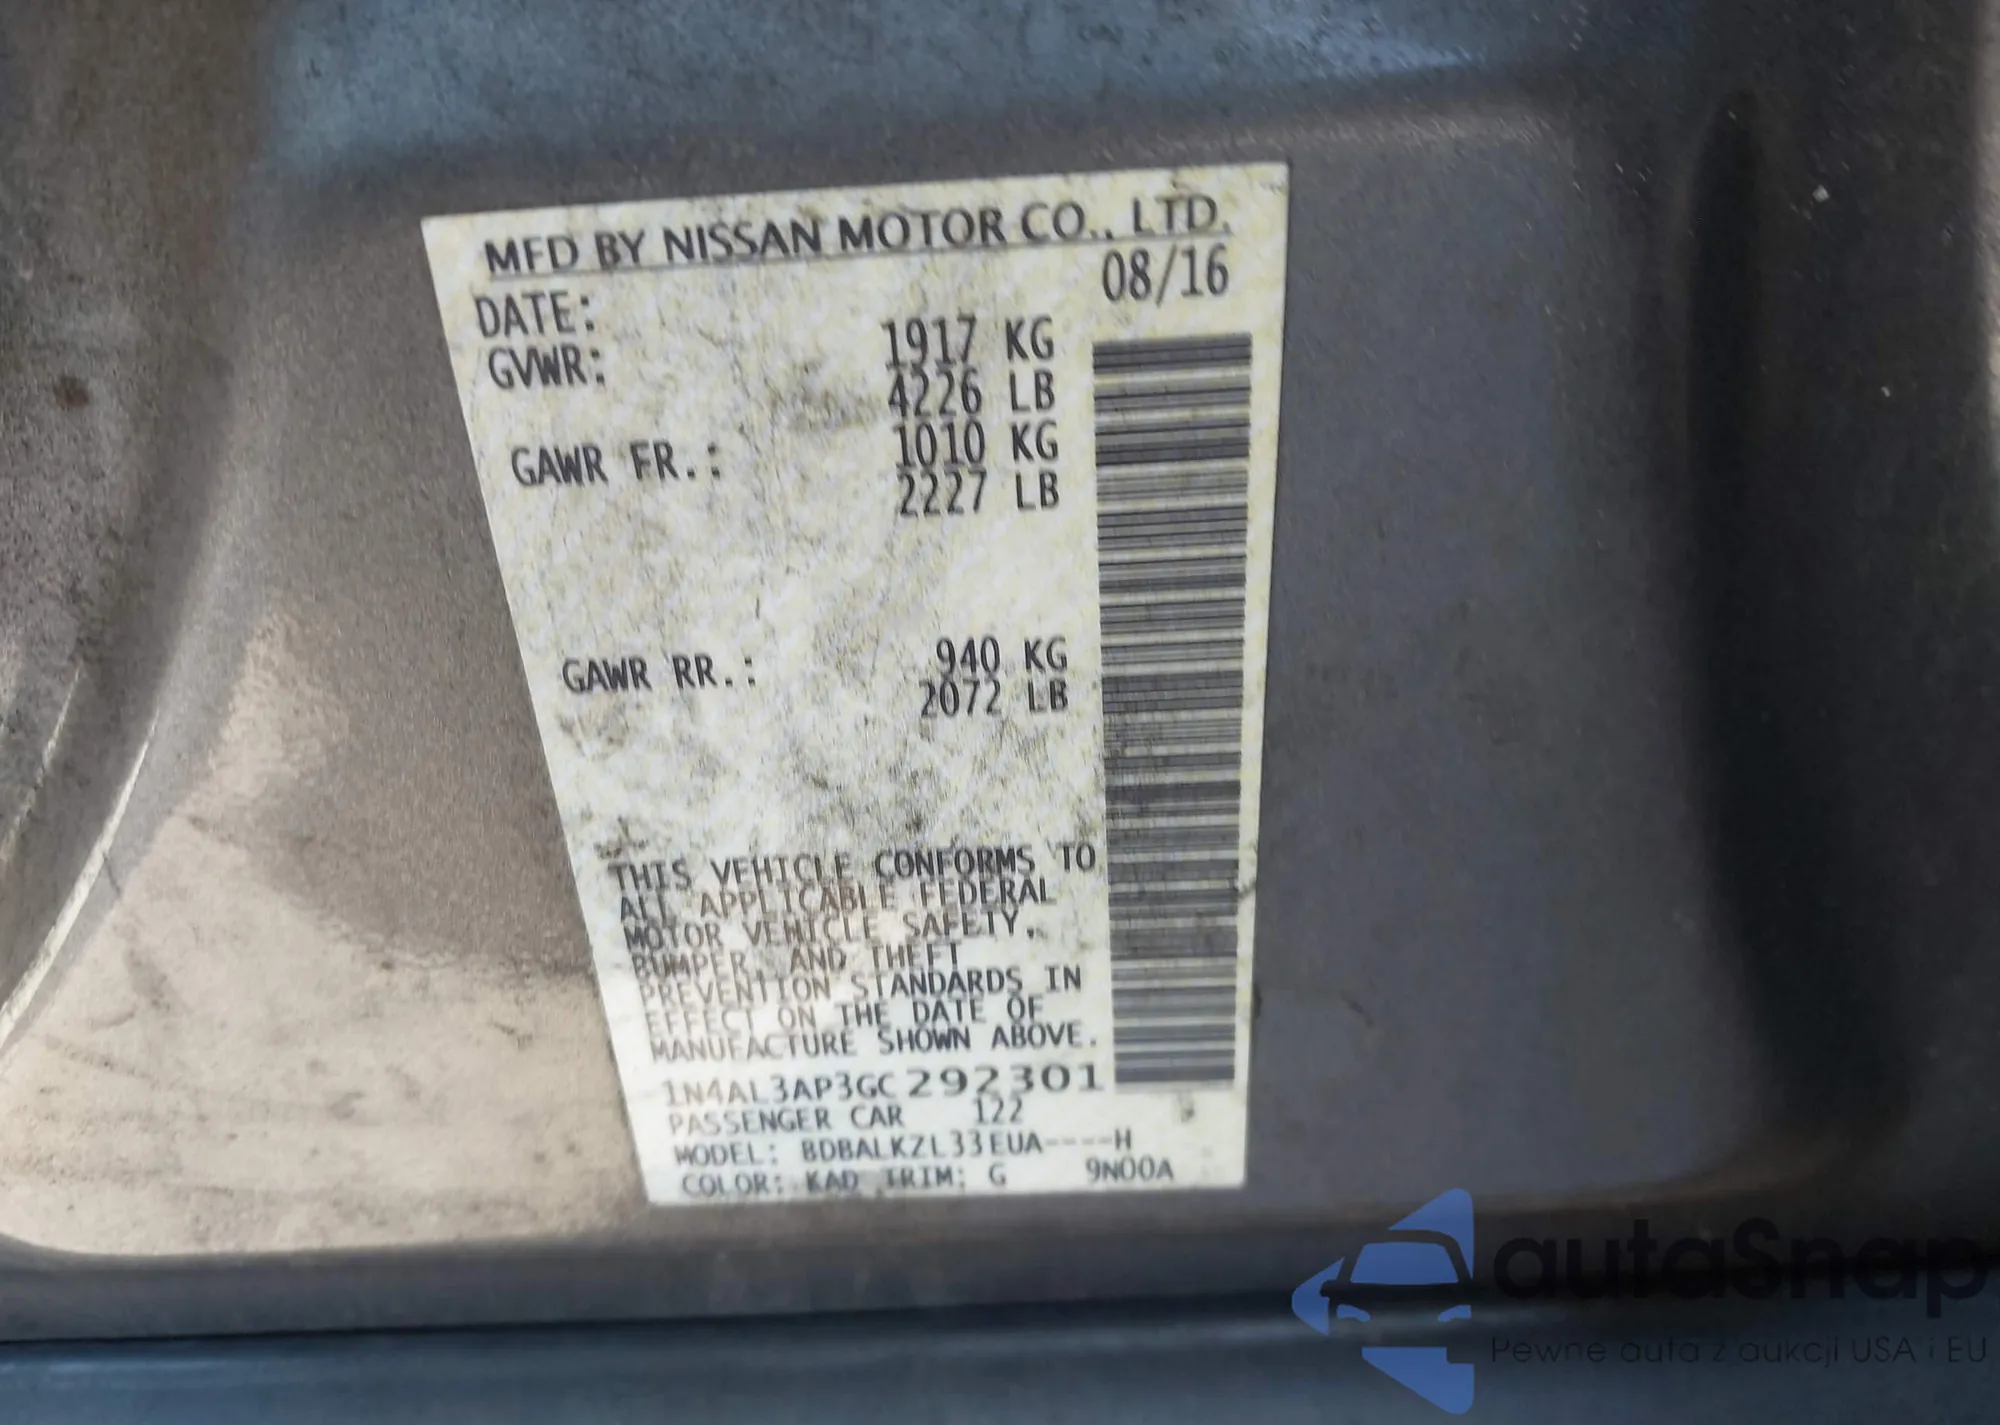 MFD BY NISSAN MOTOR CO., LTD.
DATE: 08/16
GVWR: 1917 KG
4226 LB
GAWR FR.: 1010 KG
2227 LB
GAWR RR.: 940 KG
2072 LB
THIS VEHICLE CONFORMS TO
ALL APPLICABLE FEDERAL
MOTOR VEHICLE SAFETY,
BUMPER, AND THEFT
PREVENTION STANDARDS IN
EFFECT ON THE DATE OF
MANUFACTURE SHOWN ABOVE.
1N4AL3AP3GC292301
PASSENGER CAR 122
MODEL: BDBALKZL33EUA----H
COLOR: KAD TRIM: G 9N00A
autaSnap
Pewne auta z aukcji USA i EU